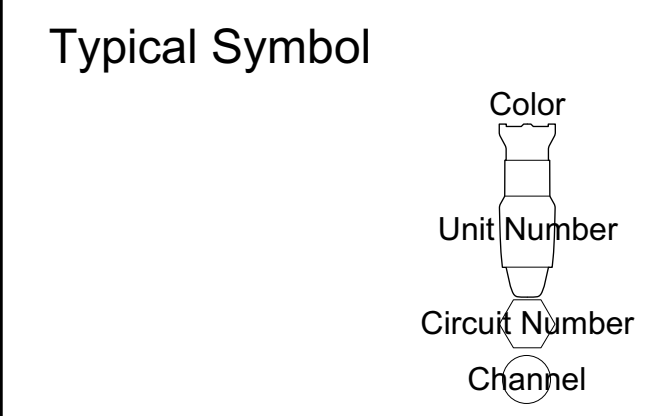 Typical Symbol
Color
Unit Number
Circuit Number
Channel